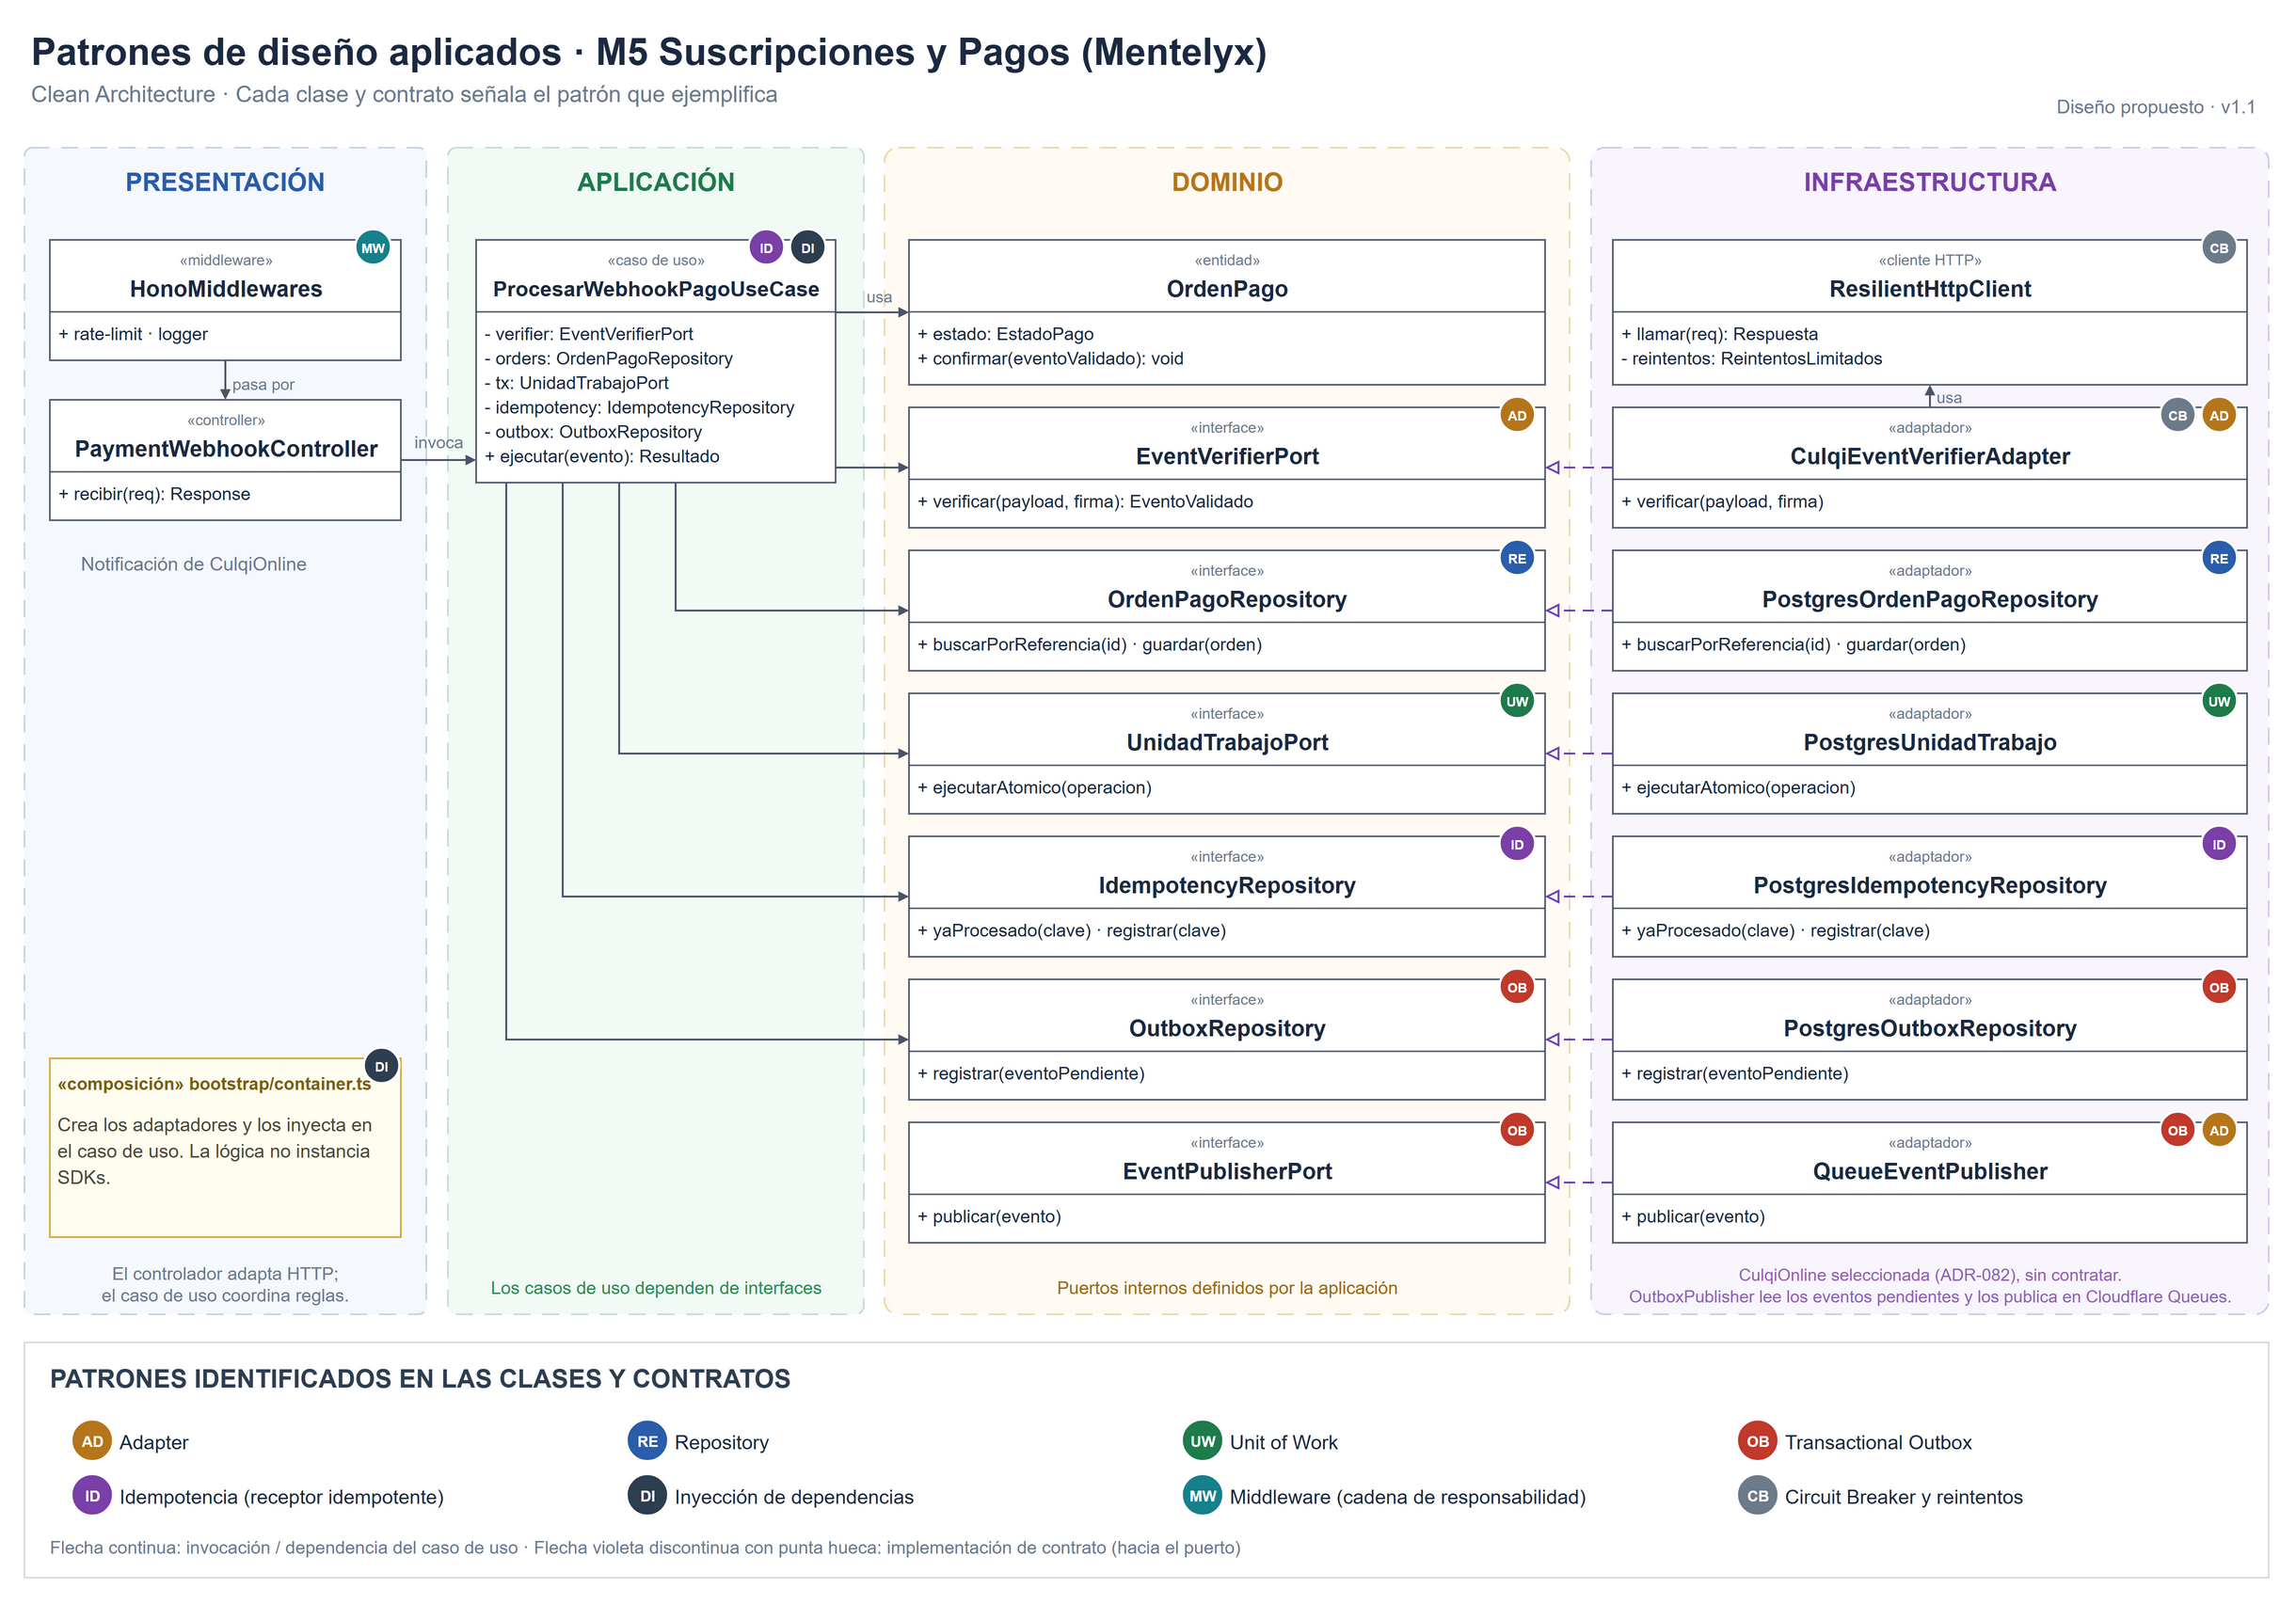 Patrones de diseño aplicados · M5 Suscripciones y Pagos (Mentelyx)
Clean Architecture · Cada clase y contrato señala el patrón que ejemplifica
Diseño propuesto · v1.1
PRESENTACIÓN
MW
«middleware»
HonoMiddlewares
+ rate-limit · logger
pasa por
«controller»
PaymentWebhookController
+ recibir(req): Response
invoca
Notificación de CulqiOnline
DI
«composición» bootstrap/container.ts
Crea los adaptadores y los inyecta en
el caso de uso. La lógica no instancia
SDKs.
El controlador adapta HTTP;
el caso de uso coordina reglas.
APLICACIÓN
ID DI
«caso de uso»
ProcesarWebhookPagoUseCase
- verifier: EventVerifierPort
- orders: OrdenPagoRepository
- tx: UnidadTrabajoPort
- idempotency: IdempotencyRepository
- outbox: OutboxRepository
+ ejecutar(evento): Resultado
usa
Los casos de uso dependen de interfaces
DOMINIO
«entidad»
OrdenPago
+ estado: EstadoPago
+ confirmar(eventoValidado): void
AD
«interface»
EventVerifierPort
+ verificar(payload, firma): EventoValidado
RE
«interface»
OrdenPagoRepository
+ buscarPorReferencia(id) · guardar(orden)
UW
«interface»
UnidadTrabajoPort
+ ejecutarAtomico(operacion)
ID
«interface»
IdempotencyRepository
+ yaProcesado(clave) · registrar(clave)
OB
«interface»
OutboxRepository
+ registrar(eventoPendiente)
OB
«interface»
EventPublisherPort
+ publicar(evento)
Puertos internos definidos por la aplicación
INFRAESTRUCTURA
CB
«cliente HTTP»
ResilientHttpClient
+ llamar(req): Respuesta
- reintentos: ReintentosLimitados
usa
CB AD
«adaptador»
CulqiEventVerifierAdapter
+ verificar(payload, firma)
RE
«adaptador»
PostgresOrdenPagoRepository
+ buscarPorReferencia(id) · guardar(orden)
UW
«adaptador»
PostgresUnidadTrabajo
+ ejecutarAtomico(operacion)
ID
«adaptador»
PostgresIdempotencyRepository
+ yaProcesado(clave) · registrar(clave)
OB
«adaptador»
PostgresOutboxRepository
+ registrar(eventoPendiente)
OB AD
«adaptador»
QueueEventPublisher
+ publicar(evento)
CulqiOnline seleccionada (ADR-082), sin contratar.
OutboxPublisher lee los eventos pendientes y los publica en Cloudflare Queues.
PATRONES IDENTIFICADOS EN LAS CLASES Y CONTRATOS
AD Adapter
RE Repository
UW Unit of Work
OB Transactional Outbox
ID Idempotencia (receptor idempotente)
DI Inyección de dependencias
MW Middleware (cadena de responsabilidad)
CB Circuit Breaker y reintentos
Flecha continua: invocación / dependencia del caso de uso · Flecha violeta discontinua con punta hueca: implementación de contrato (hacia el puerto)